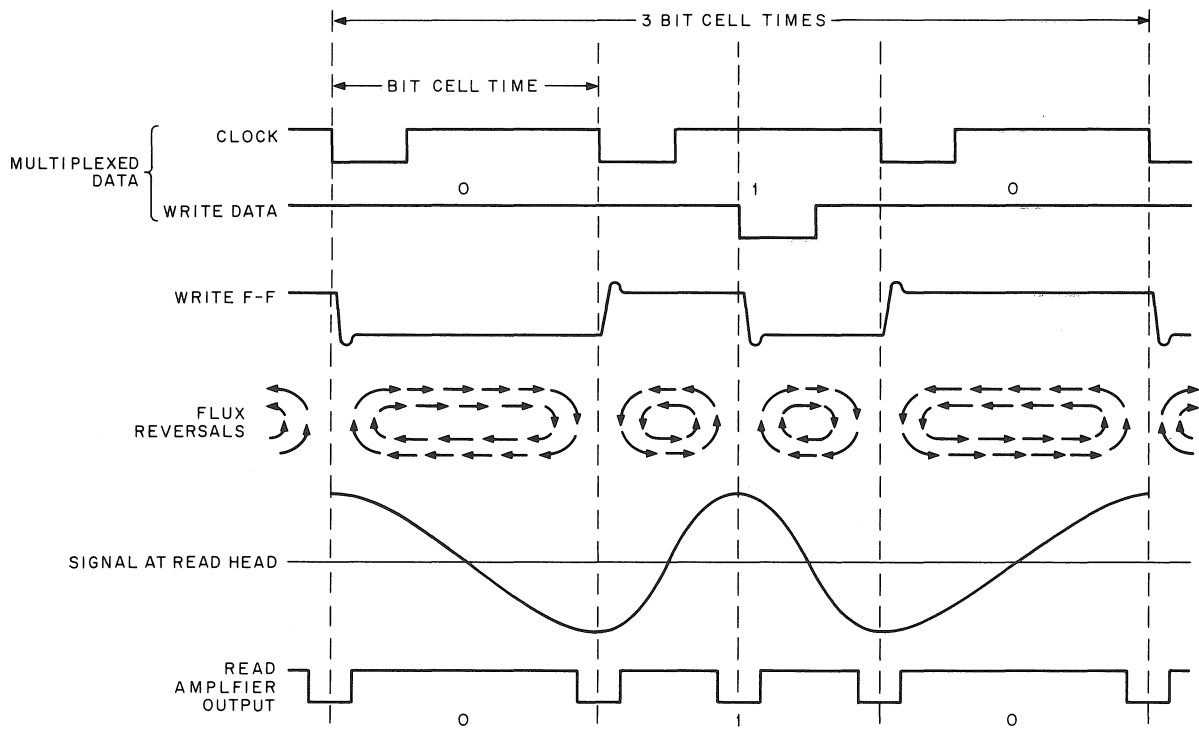 3 BIT CELL TIMES
BIT CELL TIME
CLOCK
MULTIPLEXED
DATA
0 1 0
WRITE DATA
WRITE F-F
FLUX
REVERSALS
SIGNAL AT READ HEAD
READ
AMPLFIER
OUTPUT
0 1 0